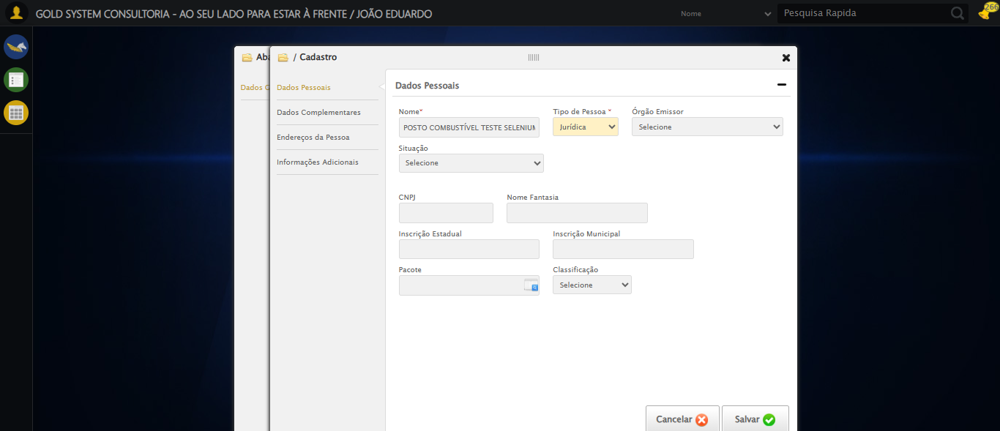 GOLD SYSTEM CONSULTORIA - AO SEU LADO PARA ESTAR À FRENTE / JOÃO EDUARDO
Nome
Pesquisa Rapida
266
Aba
/ Cadastro
Dados G
Dados Pessoais
Dados Complementares
Endereços da Pessoa
Informações Adicionais
Dados Pessoais
Nome* Tipo de Pessoa * Órgão Emissor
POSTO COMBUSTÍVEL TESTE SELENIUM Jurídica Selecione
Situação
Selecione
CNPJ Nome Fantasia
Inscrição Estadual Inscrição Municipal
Pacote Classificação
Selecione
Cancelar Salvar